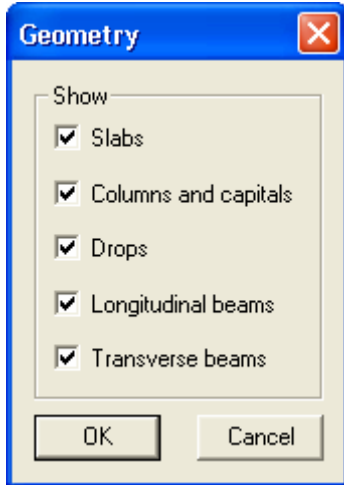 Geometry
Show
Slabs
Columns and capitals
Drops
Longitudinal beams
Transverse beams
OK Cancel